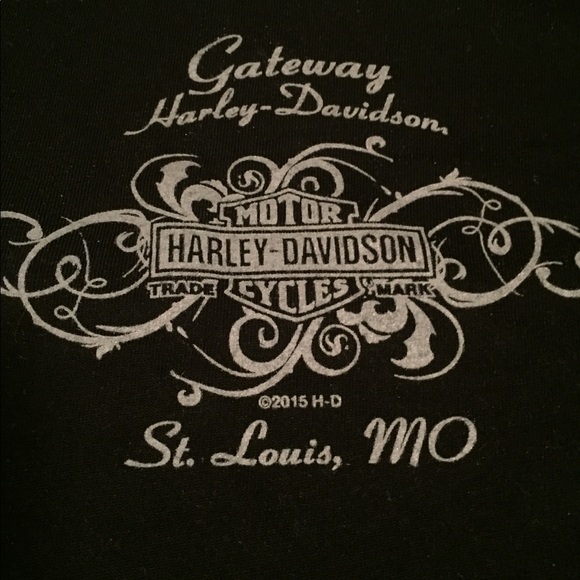 Gateway
Harley-Davidson
MOTOR
HARLEY-DAVIDSON
TRADE MARK
CYCLES
®
©2015 H-D
St. Louis, MO